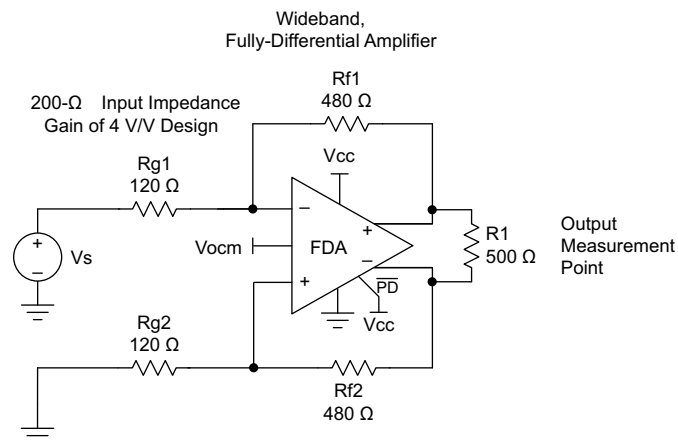 Wideband,
Fully-Differential Amplifier
200-Ω Input Impedance
Gain of 4 V/V Design
Rf1
480 Ω
Rg1
120 Ω
Vcc
Vs
+
−
Vocm
−
+
FDA
+
−
PD
Vcc
R1
500 Ω
Output
Measurement
Point
Rg2
120 Ω
Rf2
480 Ω